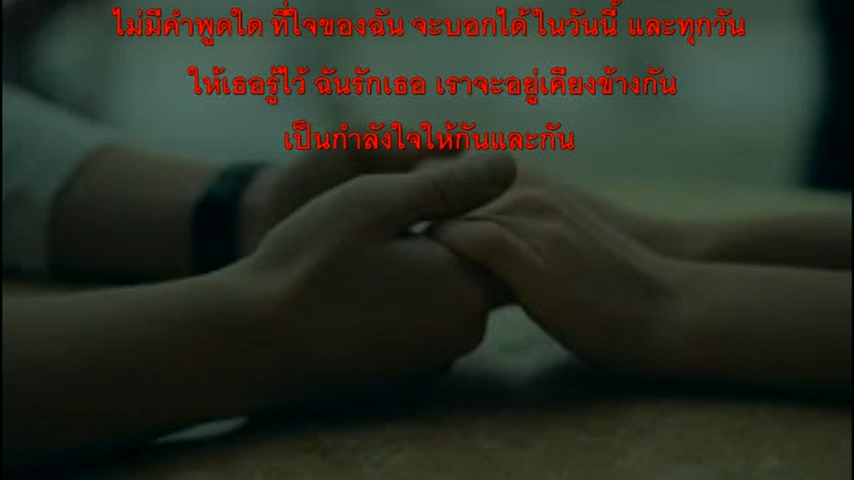 ไม่มีคำพูดใด ที่ใจของฉัน จะบอกได้ ในวันนี้ และทุกวัน
ให้เธอรู้ไว้ ฉันรักเธอ เราจะอยู่เคียงข้างกัน
เป็นกำลังใจให้กันและกัน